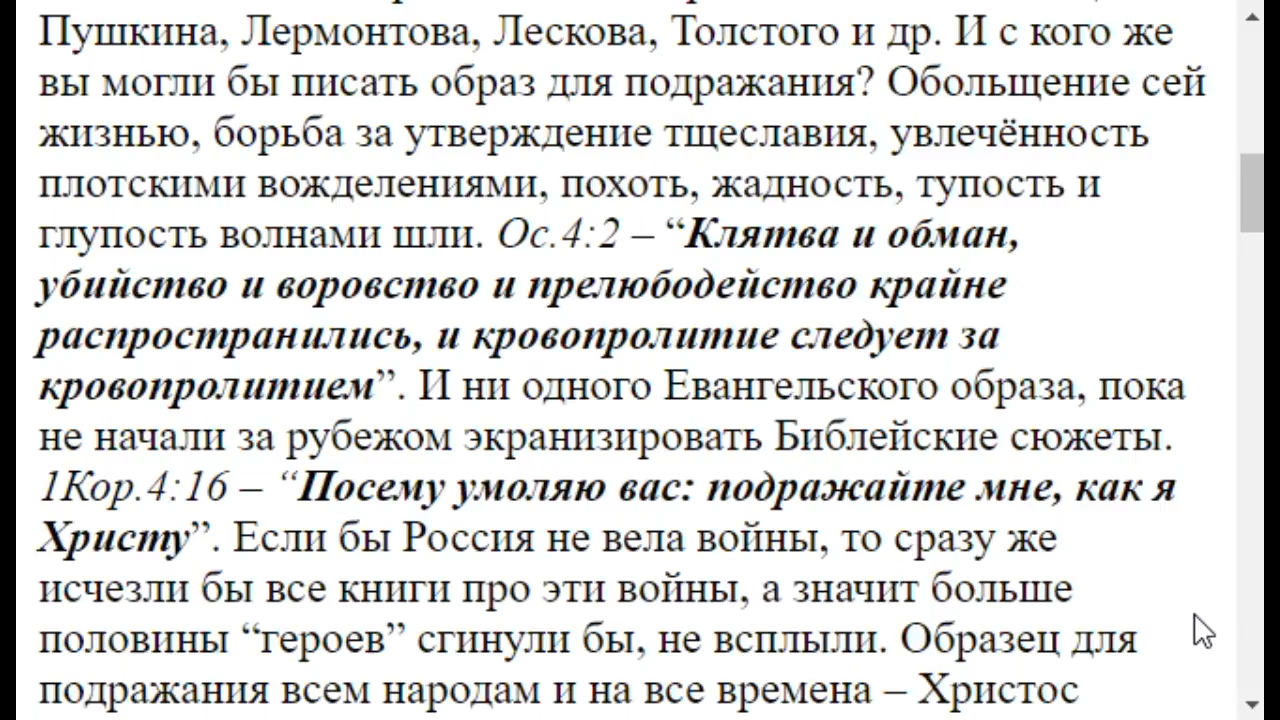 Пушкина, Лермонтова, Лескова, Толстого и др. И с кого же
вы могли бы писать образ для подражания? Обольщение сей
жизнью, борьба за утверждение тщеславия, увлечённость
плотскими вожделениями, похоть, жадность, тупость и
глупость волнами шли. Ос.4:2 – “Клятва и обман,
убийство и воровство и прелюбодейство крайне
распространились, и кровопролитие следует за
кровопролитием”. И ни одного Евангельского образа, пока
не начали за рубежом экранизировать Библейские сюжеты.
1Кор.4:16 – “Посему умоляю вас: подражайте мне, как я
Христу”. Если бы Россия не вела войны, то сразу же
исчезли бы все книги про эти войны, а значит больше
половины “героев” сгинули бы, не всплыли. Образец для
подражания всем народам и на все времена – Христос